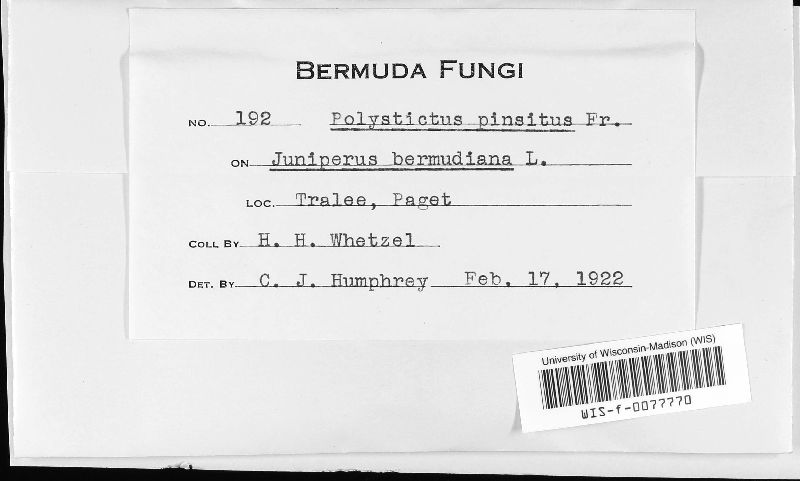 BERMUDA FUNGI
NO. 192 Polystictus pinsitus Fr.
ON Juniperus bermudiana L.
LOC. Tralee, Paget
COLL BY H. H. Whetzel
DET. BY C. J. Humphrey Feb. 17, 1922
University of Wisconsin-Madison (WIS)
WIS-f-0077770